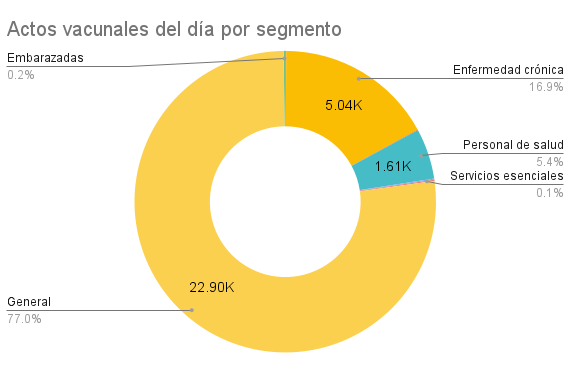 Actos vacunales del día por segmento
Embarazadas
0.2%
Enfermedad crónica
16.9%
5.04K
Personal de salud
5.4%
1.61K
Servicios esenciales
0.1%
22.90K
General
77.0%